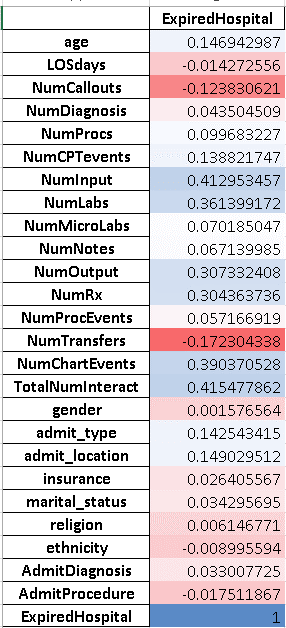 ExpiredHospital
age 0.146942987
LOSdays -0.014272556
NumCallouts -0.123830621
NumDiagnosis 0.043504509
NumProcs 0.099683227
NumCPTevents 0.138821747
NumInput 0.412953457
NumLabs 0.361399172
NumMicroLabs 0.070185047
NumNotes 0.067139985
NumOutput 0.307332408
NumRx 0.304363736
NumProcEvents 0.057166919
NumTransfers -0.172304338
NumChartEvents 0.390370528
TotalNumInteract 0.415477862
gender 0.001576564
admit_type 0.142543415
admit_location 0.149029512
insurance 0.026405567
marital_status 0.034295695
religion 0.006146771
ethnicity -0.008995594
AdmitDiagnosis 0.033007725
AdmitProcedure -0.017511867
ExpiredHospital 1